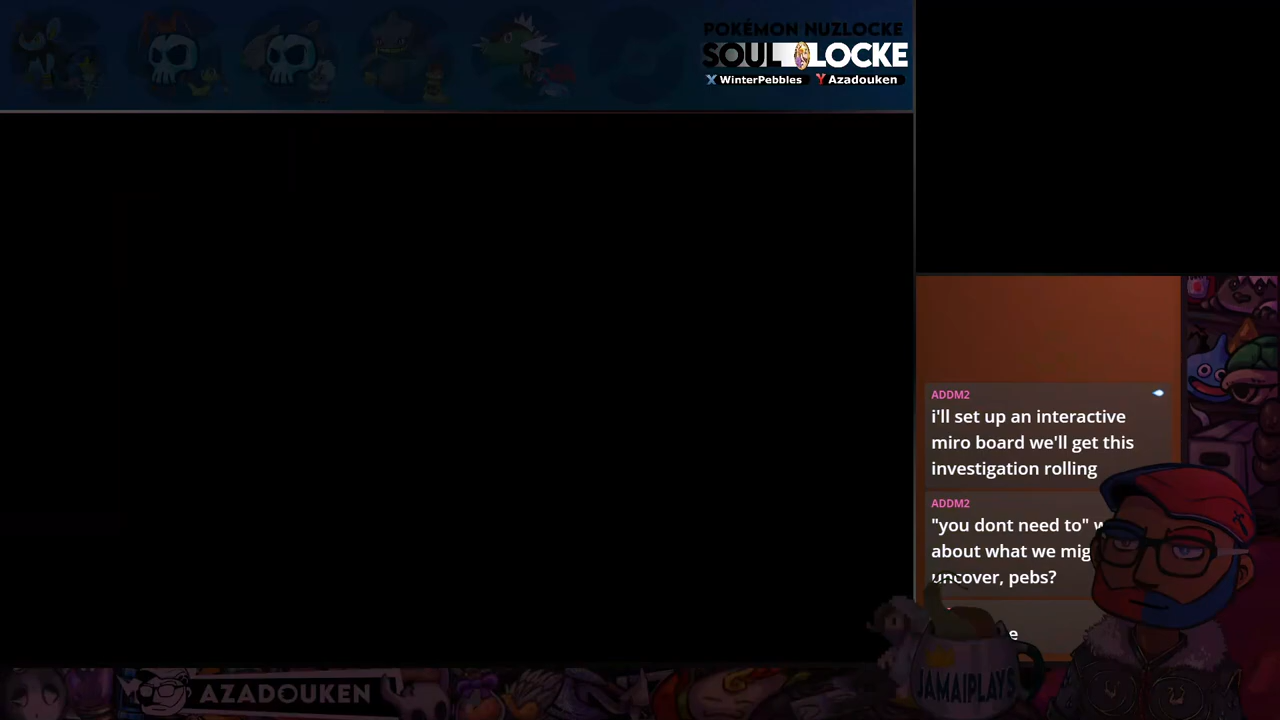 POKÉMON NUZLOCKE
SOUL LOCKE
WinterPebbles Azadouken
ADDM2
i'll set up an interactive
miro board we'll get this
investigation rolling
ADDM2
"you dont need to"
about what we
uncover, pebs?
AZADOUKEN
JAMAIPLAYS